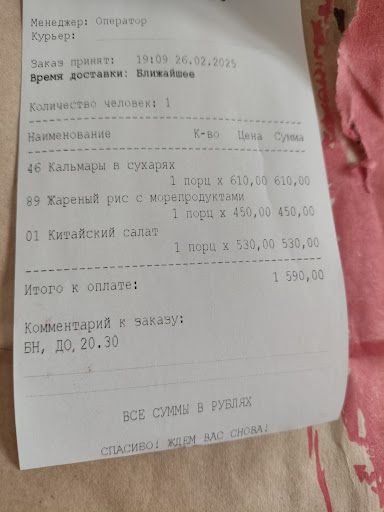 Менеджер: Оператор
Курьер:
Заказ принят: 19:09 26.02.2025
Время доставки: Ближайшее
Количество человек: 1
Наименование К-во Цена Сумма
46 Кальмары в сухарях
1 порц x 610,00 610,00
89 Жареный рис с морепродуктами
1 порц x 450,00 450,00
01 Китайский салат
1 порц x 530,00 530,00
Итого к оплате: 1 590,00
Комментарий к заказу:
БН, ДО, 20.30
ВСЕ СУММЫ В РУБЛЯХ
СПАСИБО! ЖДЕМ ВАС СНОВА!